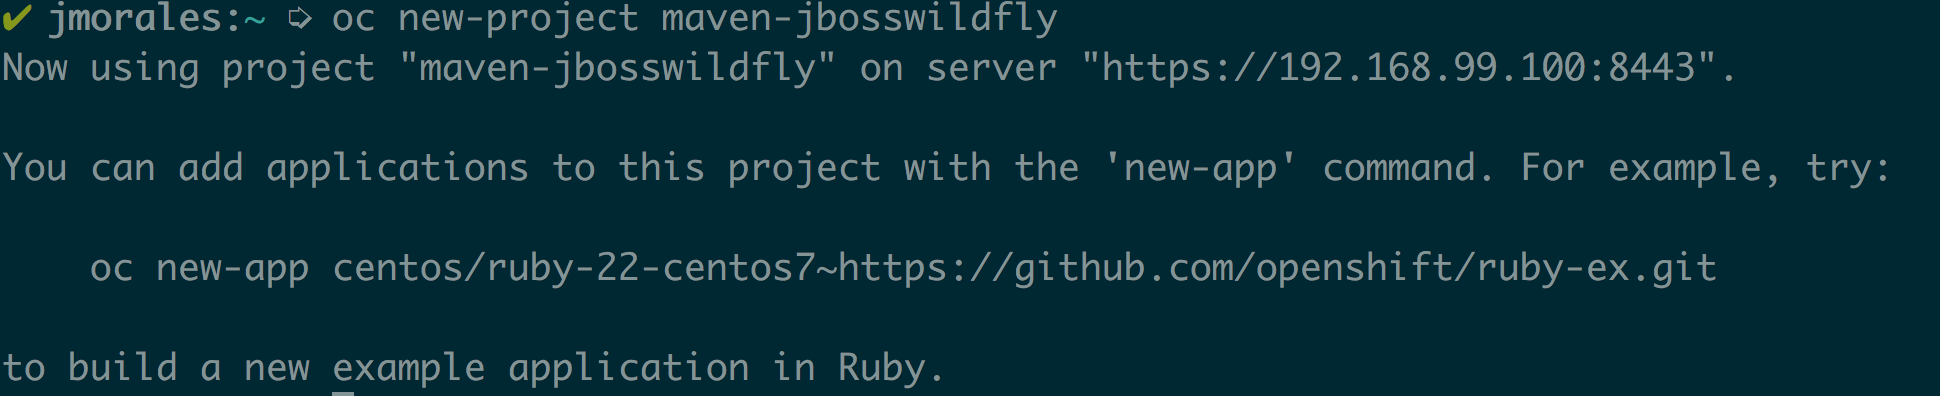 ✔ jmorales:~ ➩ oc new-project maven-jbosswildfly
Now using project "maven-jbosswildfly" on server "https://192.168.99.100:8443".
You can add applications to this project with the 'new-app' command. For example, try:
oc new-app centos/ruby-22-centos7~https://github.com/openshift/ruby-ex.git
to build a new example application in Ruby.